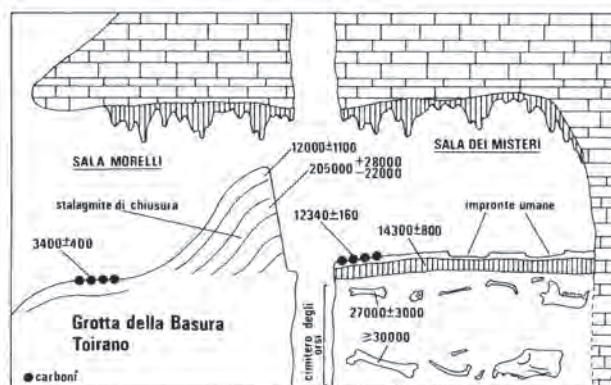 12000±1100
SALA MORELLI
205000 +28000
−22000
SALA DEI MISTERI
stalagmite di chiusura
12340±160
impronte umane
3400±400
14300±800
27000±3000
Grotta della Basura
Toirano
≥30000
cimitero degli
orsi
carboni